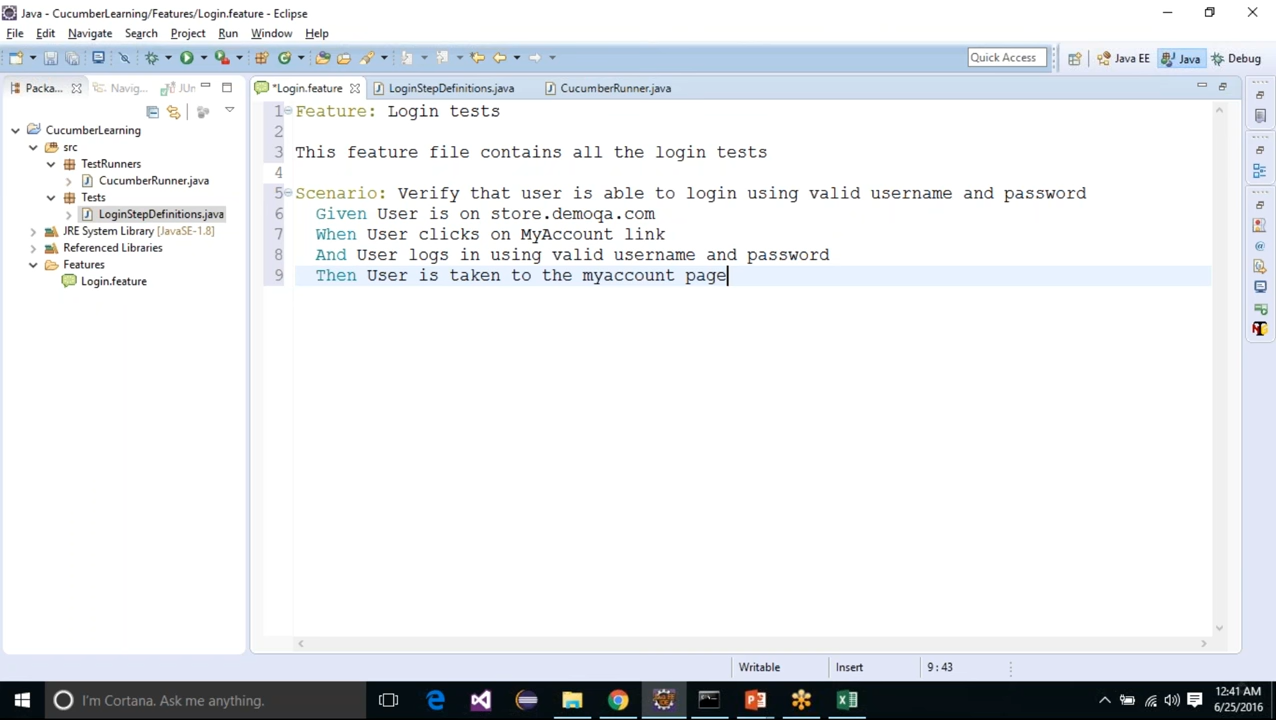 Java - CucumberLearning/Features/Login.feature - Eclipse
File Edit Navigate Search Project Run Window Help
Quick Access Java EE Java Debug
Packa... Navig... JUn *Login.feature LoginStepDefinitions.java CucumberRunner.java
CucumberLearning
src
TestRunners
CucumberRunner.java
Tests
LoginStepDefinitions.java
JRE System Library [JavaSE-1.8]
Referenced Libraries
Features
Login.feature
1 Feature: Login tests
2
3 This feature file contains all the login tests
4
5 Scenario: Verify that user is able to login using valid username and password
6 Given User is on store.demoqa.com
7 When User clicks on MyAccount link
8 And User logs in using valid username and password
9 Then User is taken to the myaccount page
Writable Insert 9 : 43
I'm Cortana. Ask me anything.
12:41 AM
6/25/2016